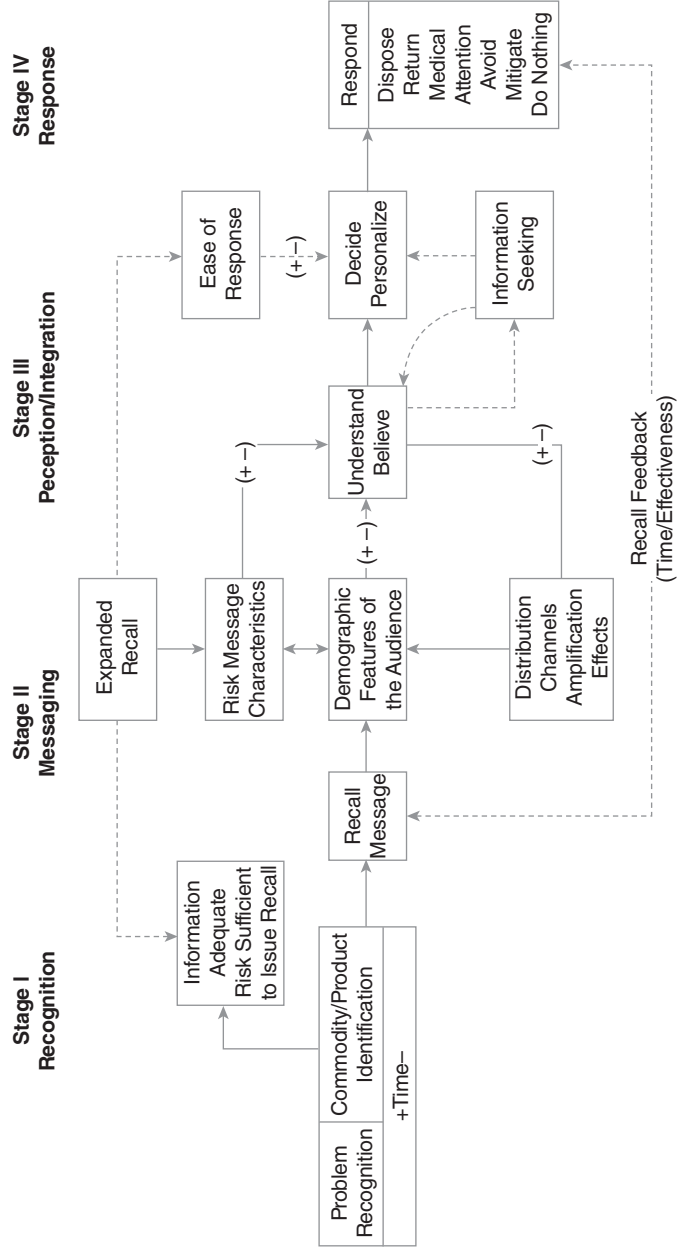 Stage I
Recognition
Stage II
Messaging
Stage III
Peception/Integration
Stage IV
Response
Expanded
Recall
Information
Adequate
Risk Sufficient
to Issue Recall
Risk Message
Characteristics
(+ –)
Ease of
Response
(+ –)
Problem
Recognition
Commodity/Product
Identification
+Time–
Recall
Message
Demographic
Features of
the Audience
(+ –)
Understand
Believe
Decide
Personalize
Respond
Dispose
Return
Medical
Attention
Avoid
Mitigate
Do Nothing
Distribution
Channels
Amplification
Effects
(+ –)
Information
Seeking
Recall Feedback
(Time/Effectiveness)